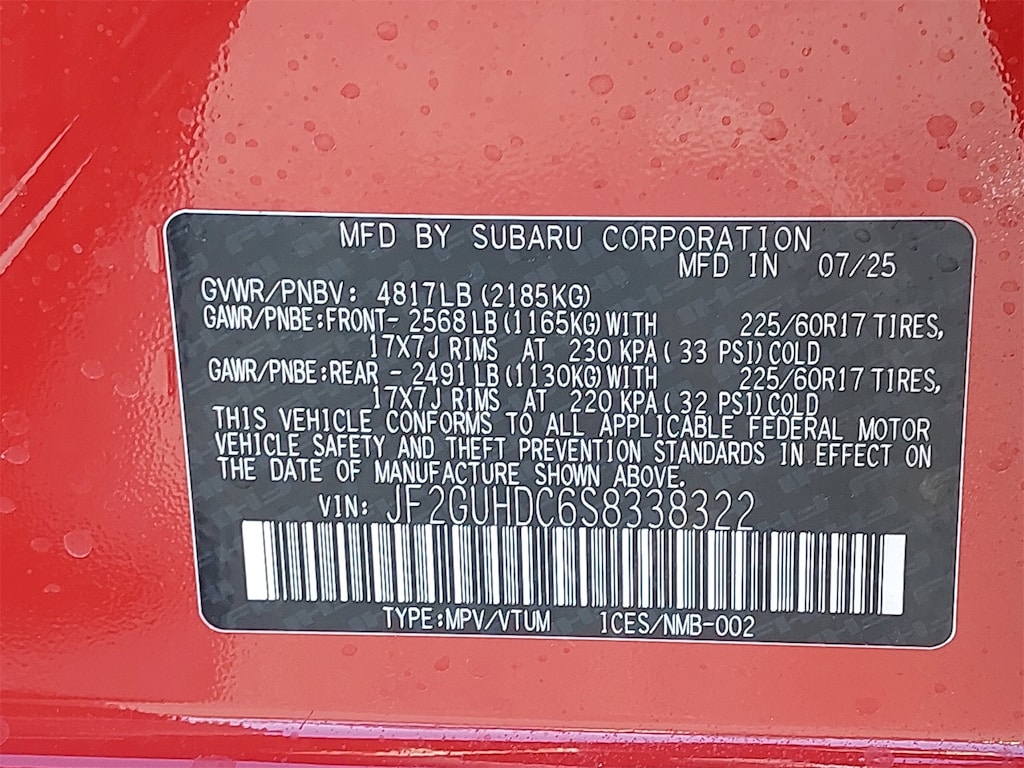 MFD BY SUBARU CORPORATION
MFD IN 07/25
GVWR/PNBV: 4817LB (2185KG)
GAWR/PNBE:FRONT- 2568 LB (1165KG) WITH 225/60R17 TIRES,
17X7J RIMS AT 230 KPA ( 33 PSI) COLD
GAWR/PNBE:REAR - 2491 LB (1130KG) WITH 225/60R17 TIRES,
17X7J RIMS AT 220 KPA ( 32 PSI) COLD
THIS VEHICLE CONFORMS TO ALL APPLICABLE FEDERAL MOTOR
VEHICLE SAFETY AND THEFT PREVENTION STANDARDS IN EFFECT ON
THE DATE OF MANUFACTURE SHOWN ABOVE.
VIN: JF2GUHDC6S8338322
TYPE:MPV/VTUM ICES/NMB-002